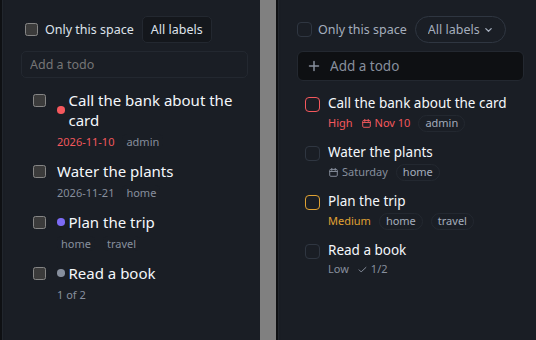 Only this space All labels
Add a todo
Call the bank about the
card
2026-11-10 admin
Water the plants
2026-11-21 home
Plan the trip
home travel
Read a book
1 of 2
Only this space All labels
Add a todo
Call the bank about the card
High Nov 10 admin
Water the plants
Saturday home
Plan the trip
Medium home travel
Read a book
Low 1/2